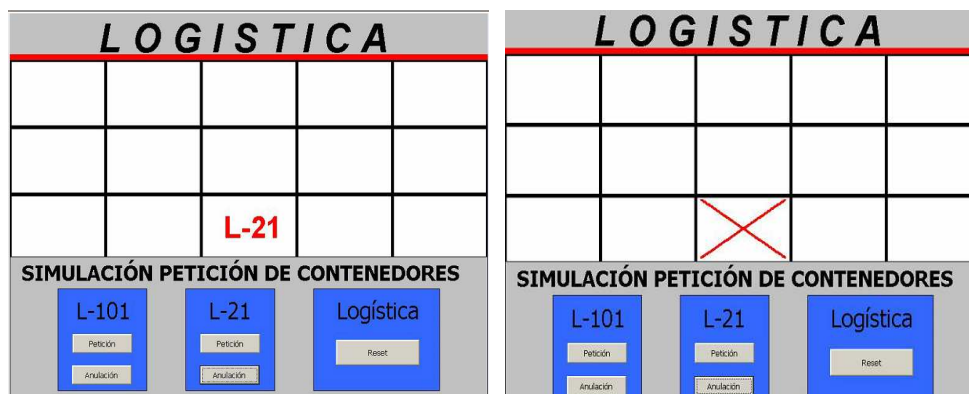 LOGISTICA
L-21
SIMULACIÓN PETICIÓN DE CONTENEDORES
L-101
L-21
Logística
Petición
Petición
Reset
Anulación
Anulación
LOGISTICA
SIMULACIÓN PETICIÓN DE CONTENEDORES
L-101
L-21
Logística
Petición
Petición
Reset
Anulación
Anulación